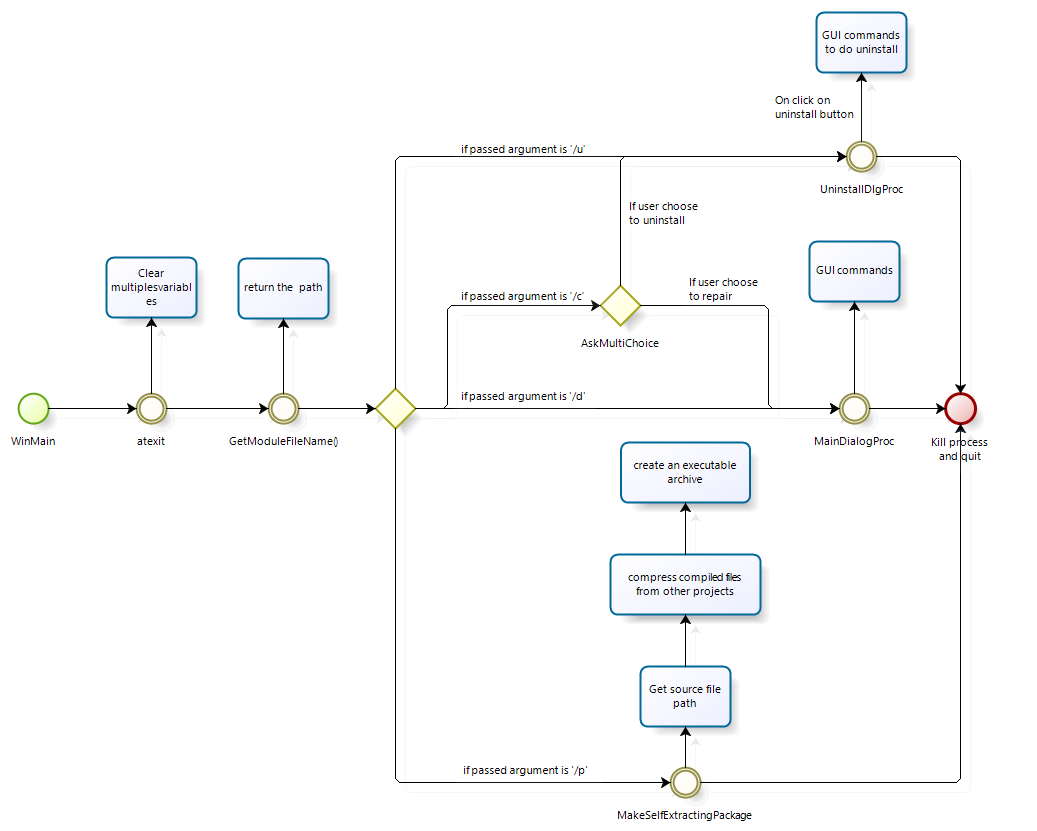 GUI commands
to do uninstall
On click on
uninstall button
if passed argument is '/u'
UninstallDlgProc
If user choose
to uninstall
Clear
multiplesvariabl
es
return the path
GUI commands
if passed argument is '/c'
If user choose
to repair
AskMultiChoice
if passed argument is '/d'
WinMain
atexit
GetModuleFileName()
MainDialogProc
Kill process
and quit
create an executable
archive
compress compiled files
from other projects
Get source file
path
if passed argument is '/p'
MakeSelfExtractingPackage